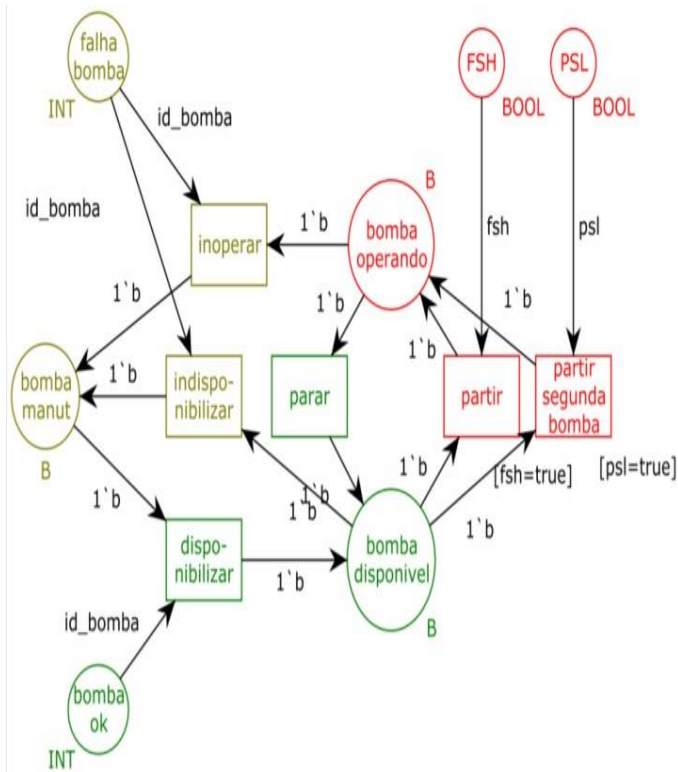 falha
bomba
INT
id_bomba
id_bomba
FSH
BOOL
PSL
BOOL
B
inoperar
1`b
bomba
operando
fsh
psl
1`b
1`b
1`b
1`b
bomba
manut
B
1`b
indispo-
nibilizar
parar
partir
partir
segunda
bomba
[fsh=true]
[psl=true]
1`b
1`b
1`b
1`b
1`b
dispo-
nibilizar
1`b
bomba
disponivel
B
id_bomba
bomba
ok
INT